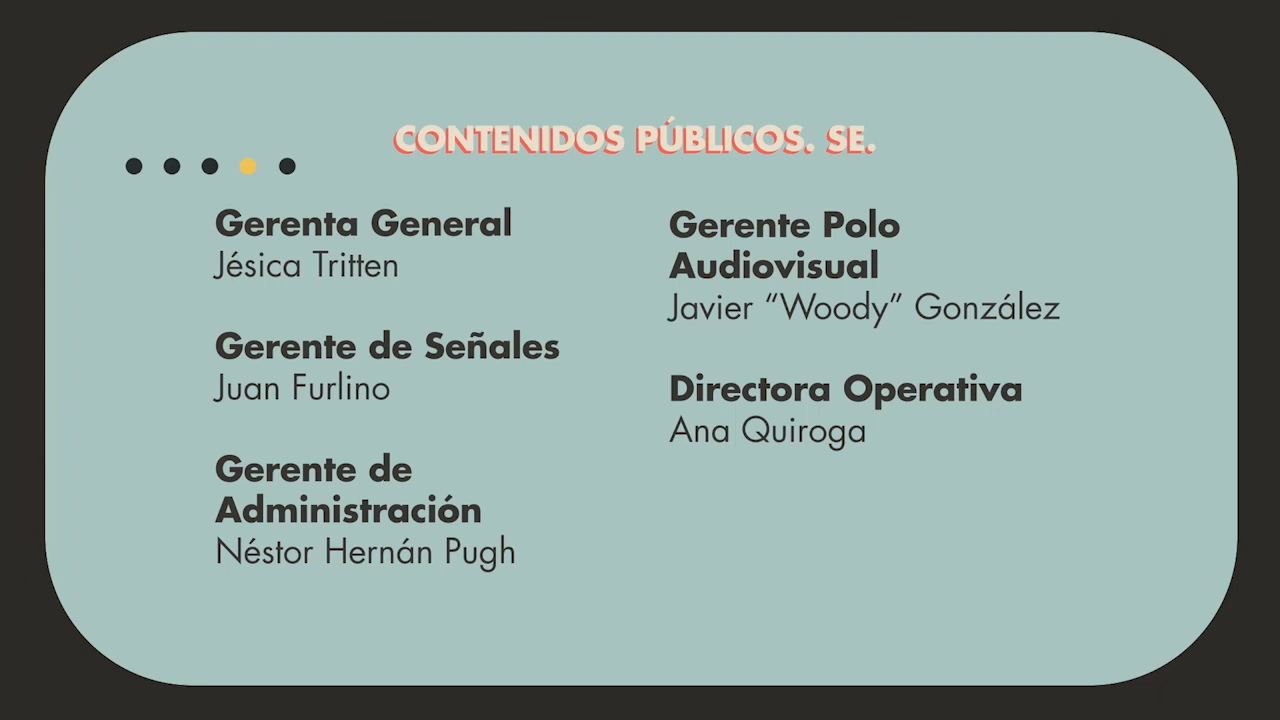 CONTENIDOS PÚBLICOS. SE.
Gerenta General
Jésica Tritten
Gerente de Señales
Juan Furlino
Gerente de
Administración
Néstor Hernán Pugh
Gerente Polo
Audiovisual
Javier “Woody” González
Directora Operativa
Ana Quiroga